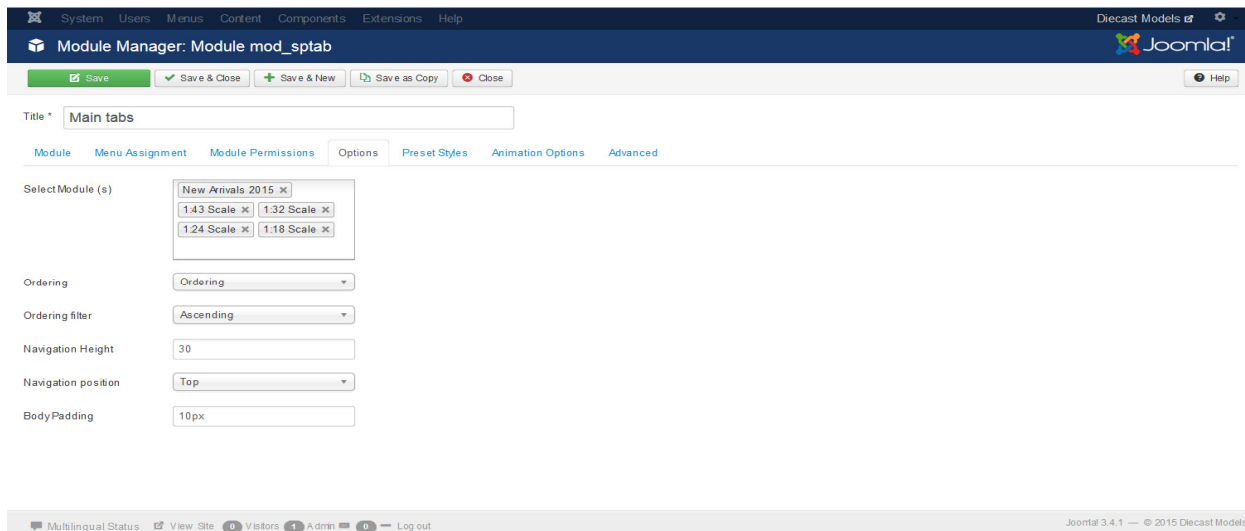 System Users Menus Content Components Extensions Help Diecast Models
Module Manager: Module mod_sptab Joomla!
Save Save & Close Save & New Save as Copy Close Help
Title * Main tabs
Module Menu Assignment Module Permissions Options Preset Styles Animation Options Advanced
Select Module (s) New Arrivals 2015
1:43 Scale 1:32 Scale
1:24 Scale 1:18 Scale
Ordering Ordering
Ordering filter Ascending
Navigation Height 30
Navigation position Top
Body Padding 10px
Multilingual Status View Site 0 Visitors 1 Admin 0 Log out Joomla! 3.4.1 — © 2015 Diecast Models